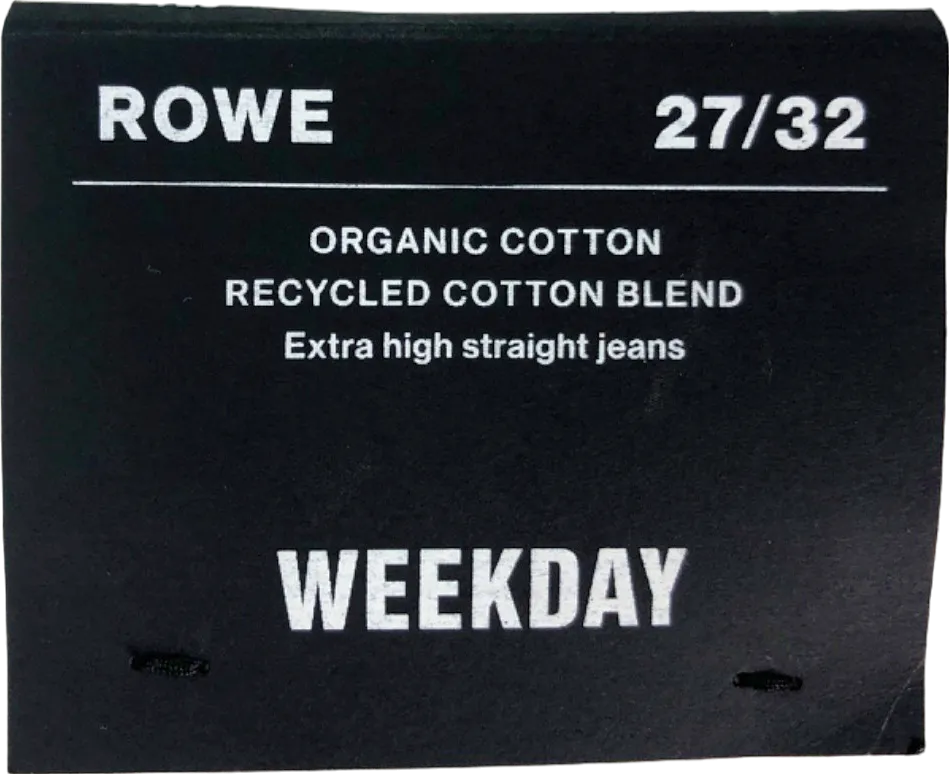 ROWE 27/32
ORGANIC COTTON
RECYCLED COTTON BLEND
Extra high straight jeans
WEEKDAY